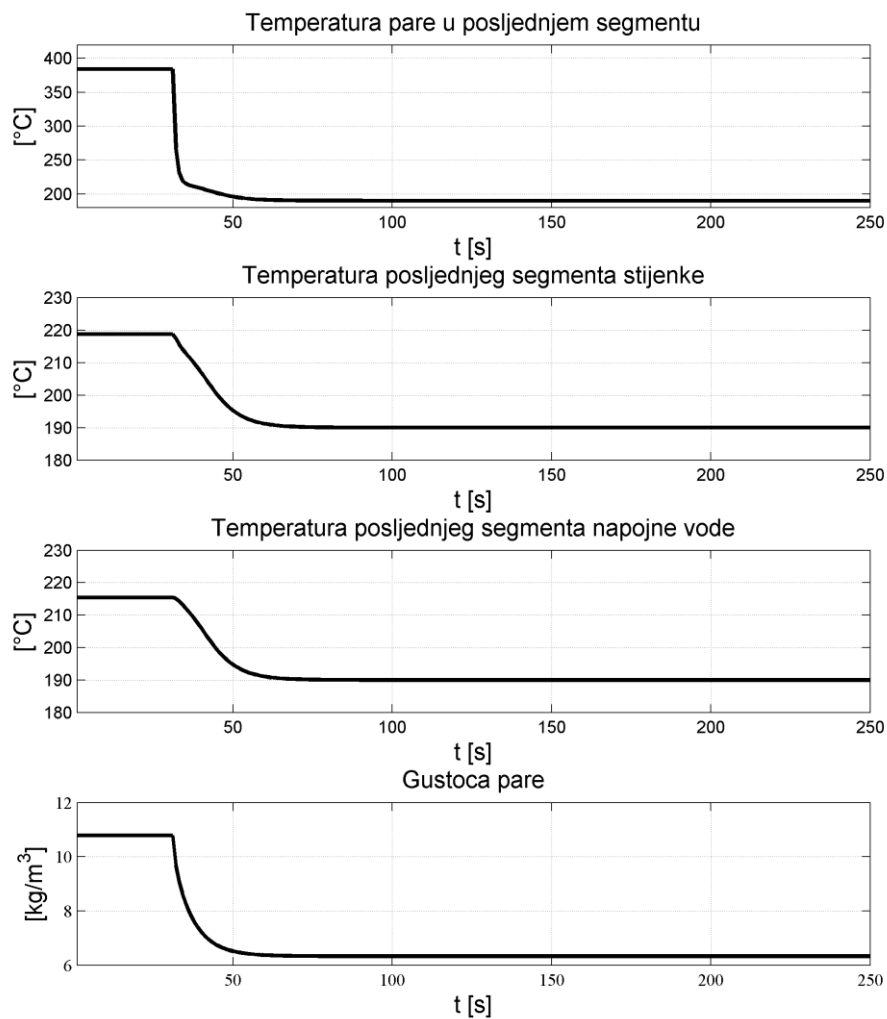 Temperatura pare u posljednjem segmentu
400
350
300
250
200
[°C]
50 100 150 200 250
t [s]
Temperatura posljednjeg segmenta stijenke
230
220
210
200
190
180
[°C]
50 100 150 200 250
t [s]
Temperatura posljednjeg segmenta napojne vode
230
220
210
200
190
180
[°C]
50 100 150 200 250
t [s]
Gustoca pare
12
10
8
6
[kg/m³]
50 100 150 200 250
t [s]